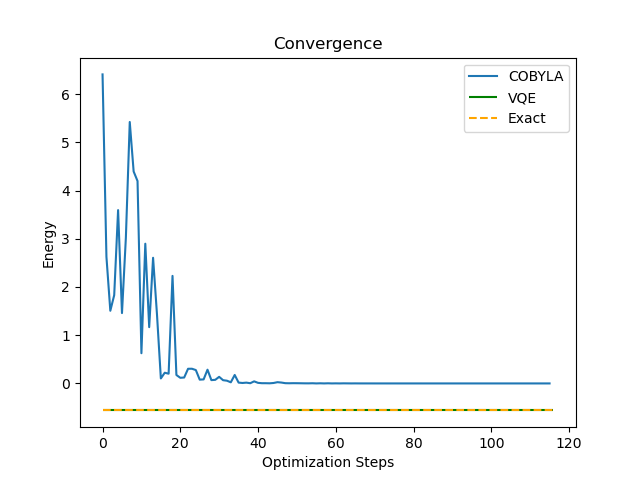 Convergence
COBYLA
VQE
Exact
Energy
6
5
4
3
2
1
0
0 20 40 60 80 100 120
Optimization Steps